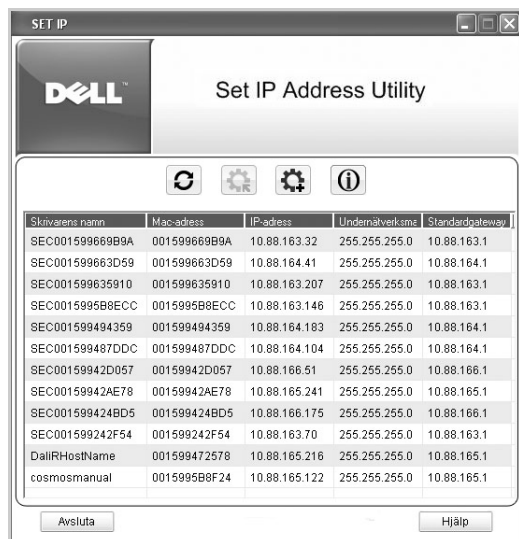 SET IP
DELL™
Set IP Address Utility
Skrivarens namn Mac-adress IP-adress Undernätverksma Standardgateway
SEC001599669B9A 001599669B9A 10.88.163.32 255.255.255.0 10.88.163.1
SEC001599663D59 001599663D59 10.88.164.41 255.255.255.0 10.88.164.1
SEC001599635910 001599635910 10.88.163.207 255.255.255.0 10.88.163.1
SEC0015995B8ECC 0015995B8ECC 10.88.163.146 255.255.255.0 10.88.163.1
SEC001599494359 001599494359 10.88.164.183 255.255.255.0 10.88.164.1
SEC001599487DDC 001599487DDC 10.88.164.104 255.255.255.0 10.88.164.1
SEC00159942D057 00159942D057 10.88.166.51 255.255.255.0 10.88.166.1
SEC00159942AE78 00159942AE78 10.88.165.241 255.255.255.0 10.88.165.1
SEC001599424BD5 001599424BD5 10.88.166.175 255.255.255.0 10.88.166.1
SEC001599242F54 001599242F54 10.88.163.70 255.255.255.0 10.88.163.1
DaliRHostName 001599472578 10.88.165.216 255.255.255.0 10.88.165.1
cosmosmanual 0015995B8F24 10.88.165.122 255.255.255.0 10.88.165.1
Avsluta Hjälp